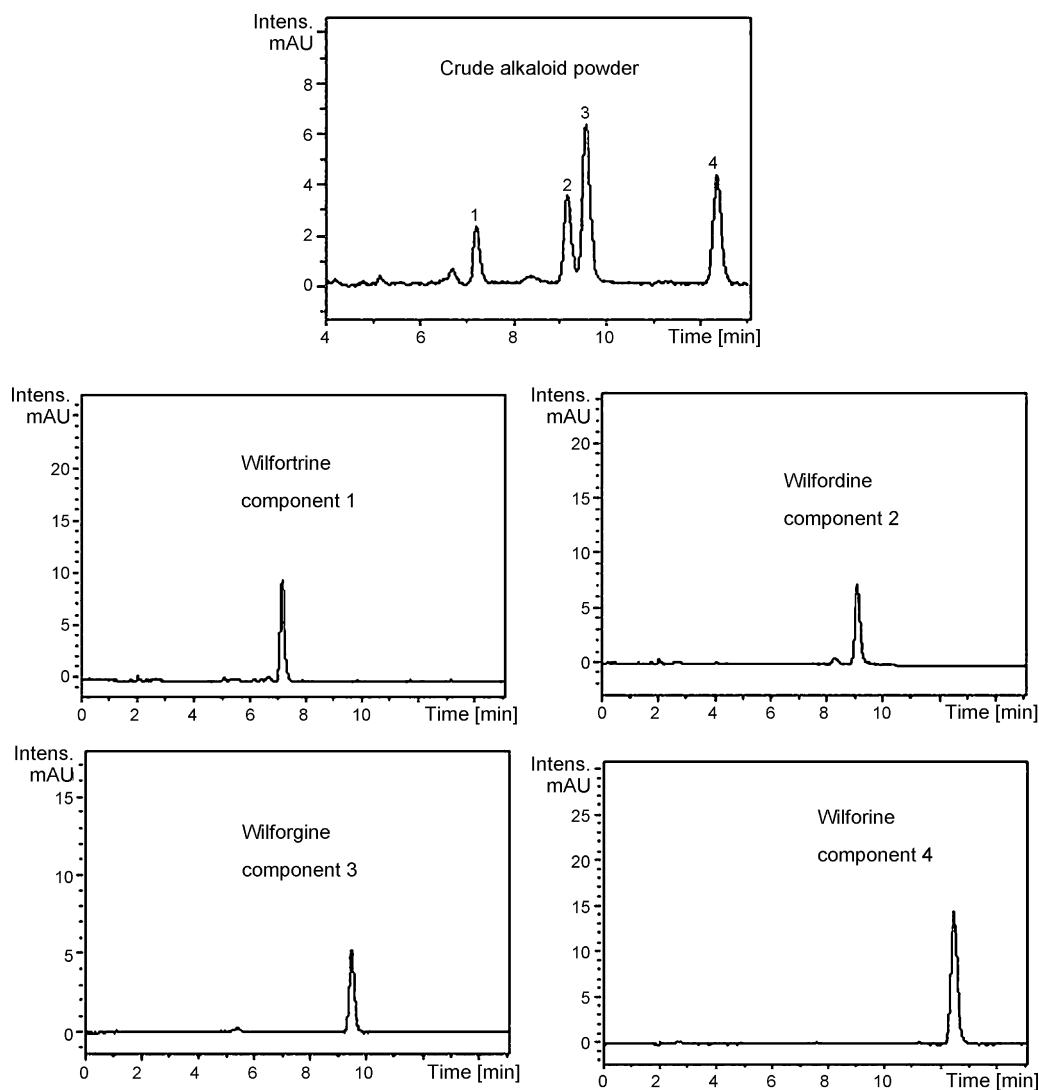 Intens.
mAU
Crude alkaloid powder
8
6
4
2
0
1
2
3
4
4
6
8
10
Time [min]
Intens.
mAU
20
15
10
5
0
Wilfortrine
component 1
0
2
4
6
8
10
Time [min]
Intens.
mAU
20
15
10
5
0
Wilfordine
component 2
0
2
4
6
8
10
Time [min]
Intens.
mAU
15
10
5
0
Wilforgine
component 3
0
2
4
6
8
10
Time [min]
Intens.
mAU
25
20
15
10
5
0
Wilforine
component 4
0
2
4
6
8
10
Time [min]